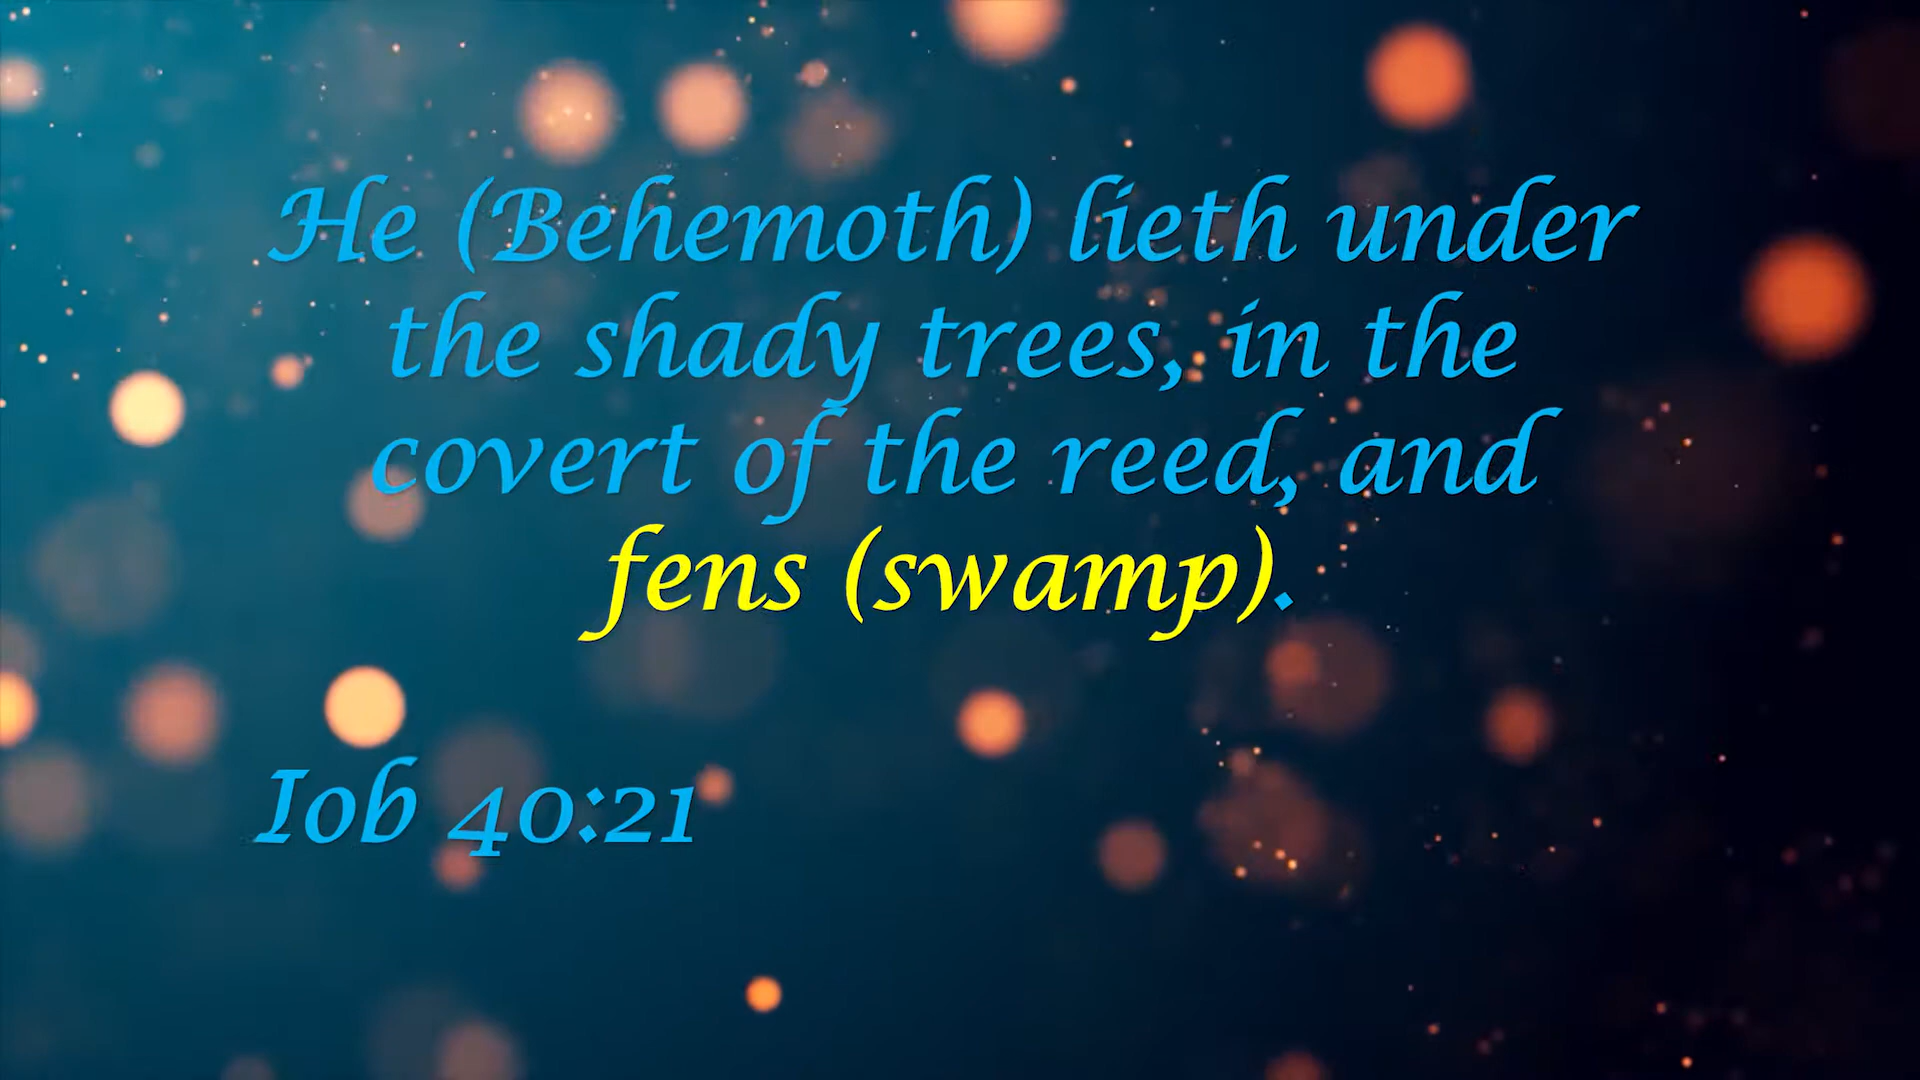 He (Behemoth) lieth under
the shady trees, in the
covert of the reed, and
fens (swamp).
Iob 40:21